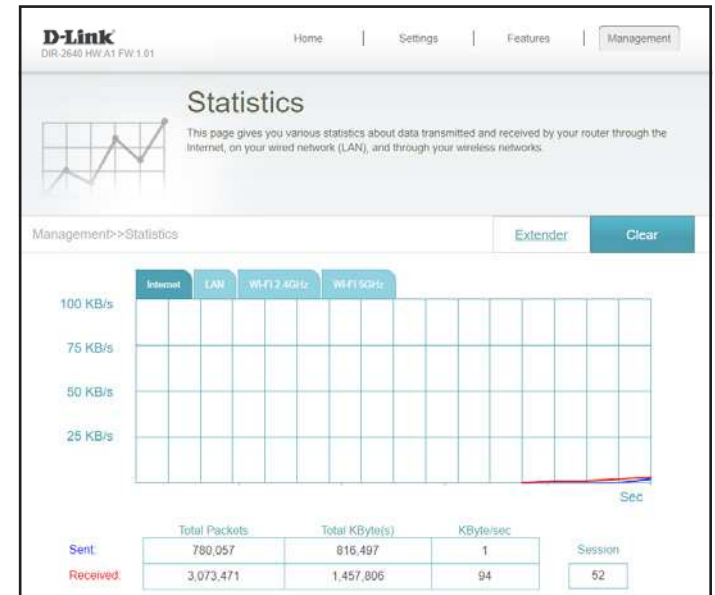 D-Link
DIR-2640 HW:A1 FW:1.01
Home | Settings | Features | Management
Statistics
This page gives you various statistics about data transmitted and received by your router through the
Internet, on your wired network (LAN), and through your wireless networks.
Management>>Statistics
Extender
Clear
Internet LAN Wi-Fi 2.4GHz Wi-Fi 5GHz
100 KB/s
75 KB/s
50 KB/s
25 KB/s
Sec
Total Packets Total KByte(s) KByte/sec
Sent: 780,057 816,497 1 Session
Received: 3,073,471 1,457,806 94 52